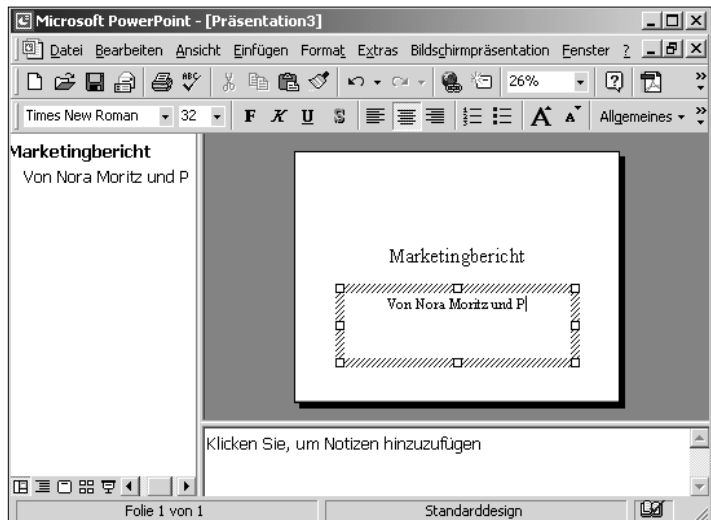 Microsoft PowerPoint - [Präsentation3]
Datei Bearbeiten Ansicht Einfügen Format Extras Bildschirmpräsentation Fenster ?
ABC 26%
Times New Roman 32 F K U S A A Allgemeines
Marketingbericht
Von Nora Moritz und P
Marketingbericht
Von Nora Moritz und P
Klicken Sie, um Notizen hinzuzufügen
Folie 1 von 1 Standarddesign